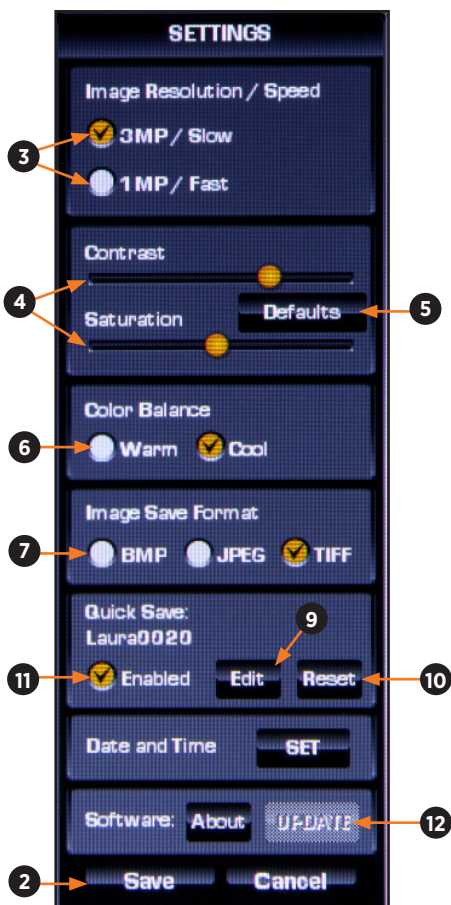 SETTINGS
Image Resolution / Speed
3MP / Slow
3
1MP / Fast
Contrast
4
Defaults
5
Saturation
Color Balance
6
Warm
Cool
Image Save Format
7
BMP
JPEG
TIFF
Quick Save:
9
Laura0020
11
Enabled
Edit
Reset
10
Date and Time
SET
Software:
About
UPDATE
12
2
Save
Cancel